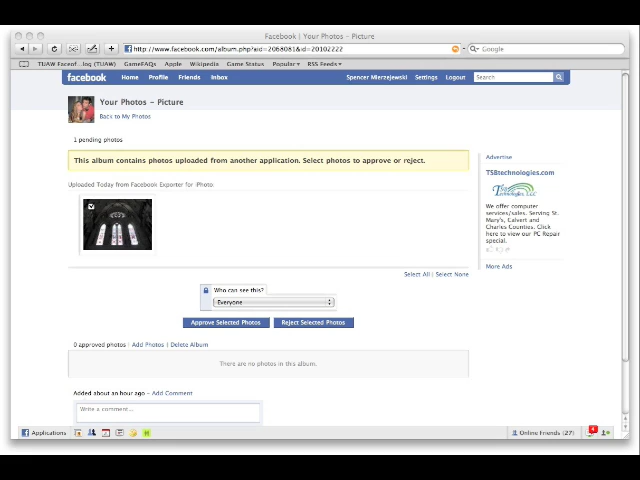 Facebook | Your Photos - Picture
http://www.facebook.com/album.php?aid=2068081&id=20102222
Google
TUAW Faceof...log (TUAW) GameFAQs Apple Wikipedia Game Status Popular RSS Feeds
facebook Home Profile Friends Inbox Spencer Mierzejewski Settings Logout Search
Your Photos - Picture
Back to My Photos
1 pending photos
This album contains photos uploaded from another application. Select photos to approve or reject.
Advertise
Uploaded Today from Facebook Exporter for iPhoto
TSBtechnologies.com
We offer computer
services/sales. Serving St.
Mary's, Calvert and
Charles Counties. Click
here to view our PC Repair
special.
More Ads
Select All | Select None
Who can see this?
Everyone
Approve Selected Photos Reject Selected Photos
0 approved photos | Add Photos | Delete Album
There are no photos in this album.
Added about an hour ago - Add Comment
Write a comment...
Applications Online Friends (27)